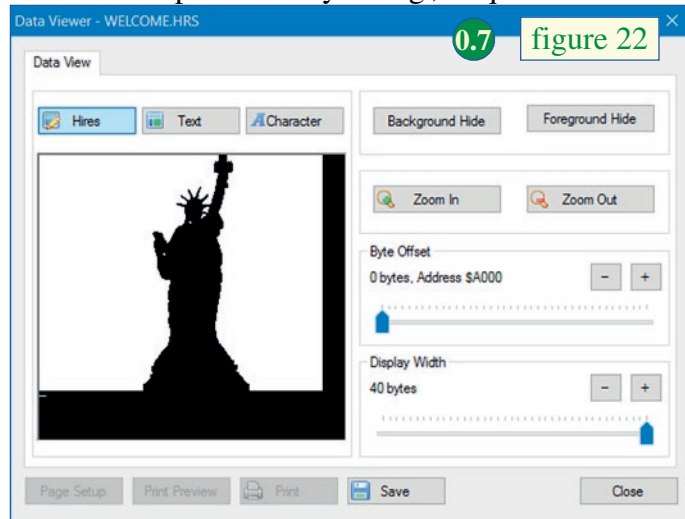 Data Viewer - WELCOME.HRS
0.7
figure 22
Data View
Hires
Text
Character
Background Hide
Foreground Hide
Zoom In
Zoom Out
Byte Offset
0 bytes, Address $A000
- +
Display Width
40 bytes
- +
Page Setup
Print Preview
Print
Save
Close